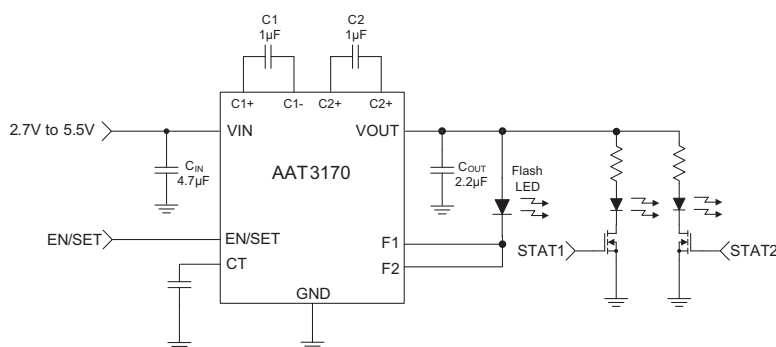 C1
1μF
C2
1μF
C1+
C1-
C2+
C2+
2.7V to 5.5V
VIN
VOUT
AAT3170
CIN
4.7μF
COUT
2.2μF
Flash
LED
EN/SET
EN/SET
F1
STAT1
STAT2
CT
F2
GND